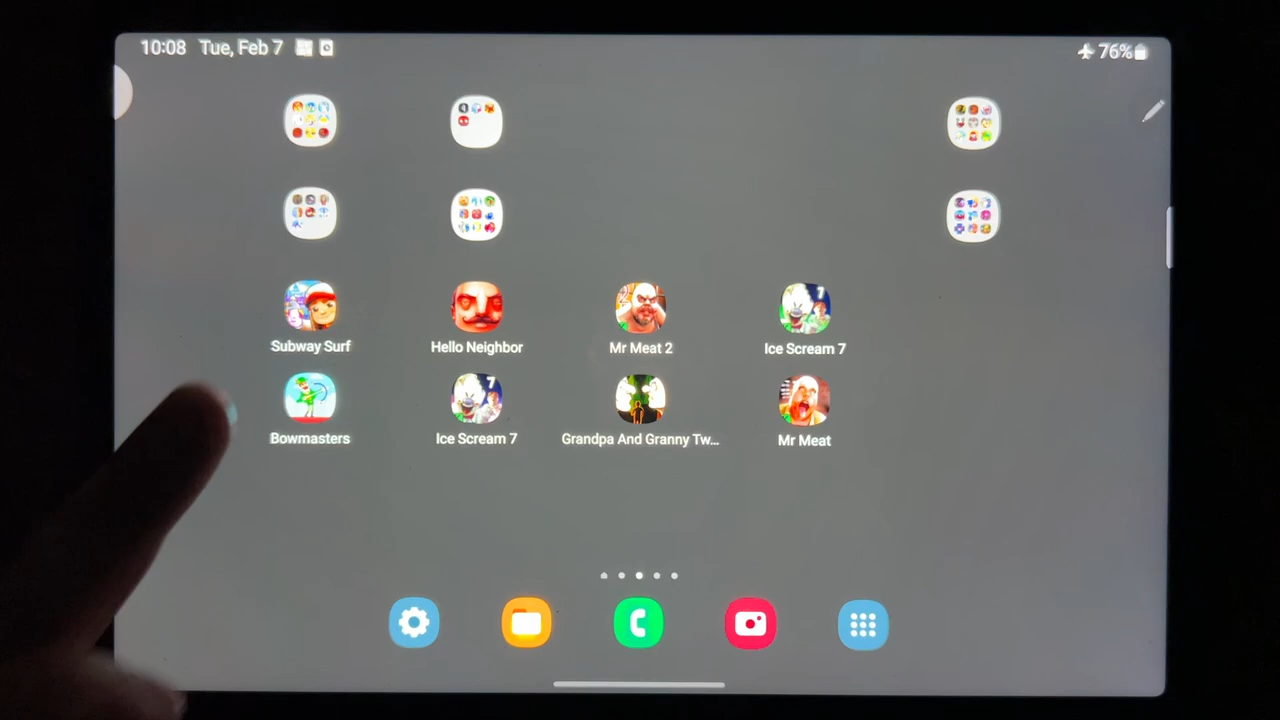 10:08 Tue, Feb 7
76%
Subway Surf
Hello Neighbor
Mr Meat 2
Ice Scream 7
Bowmasters
Ice Scream 7
Grandpa And Granny Tw...
Mr Meat